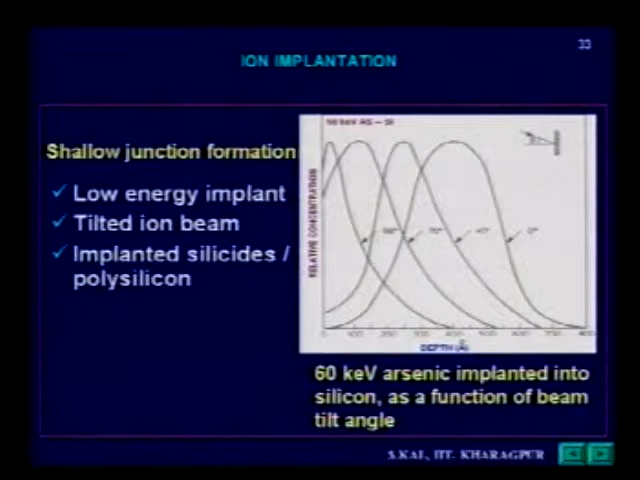 33
ION IMPLANTATION
Shallow junction formation
✓ Low energy implant
✓ Tilted ion beam
✓ Implanted silicides /
polysilicon
RELATIVE CONCENTRATION
0°
DEPTH (Å)
60 keV arsenic implanted into
silicon, as a function of beam
tilt angle
S.KAL, IIT. KHARAGPUR